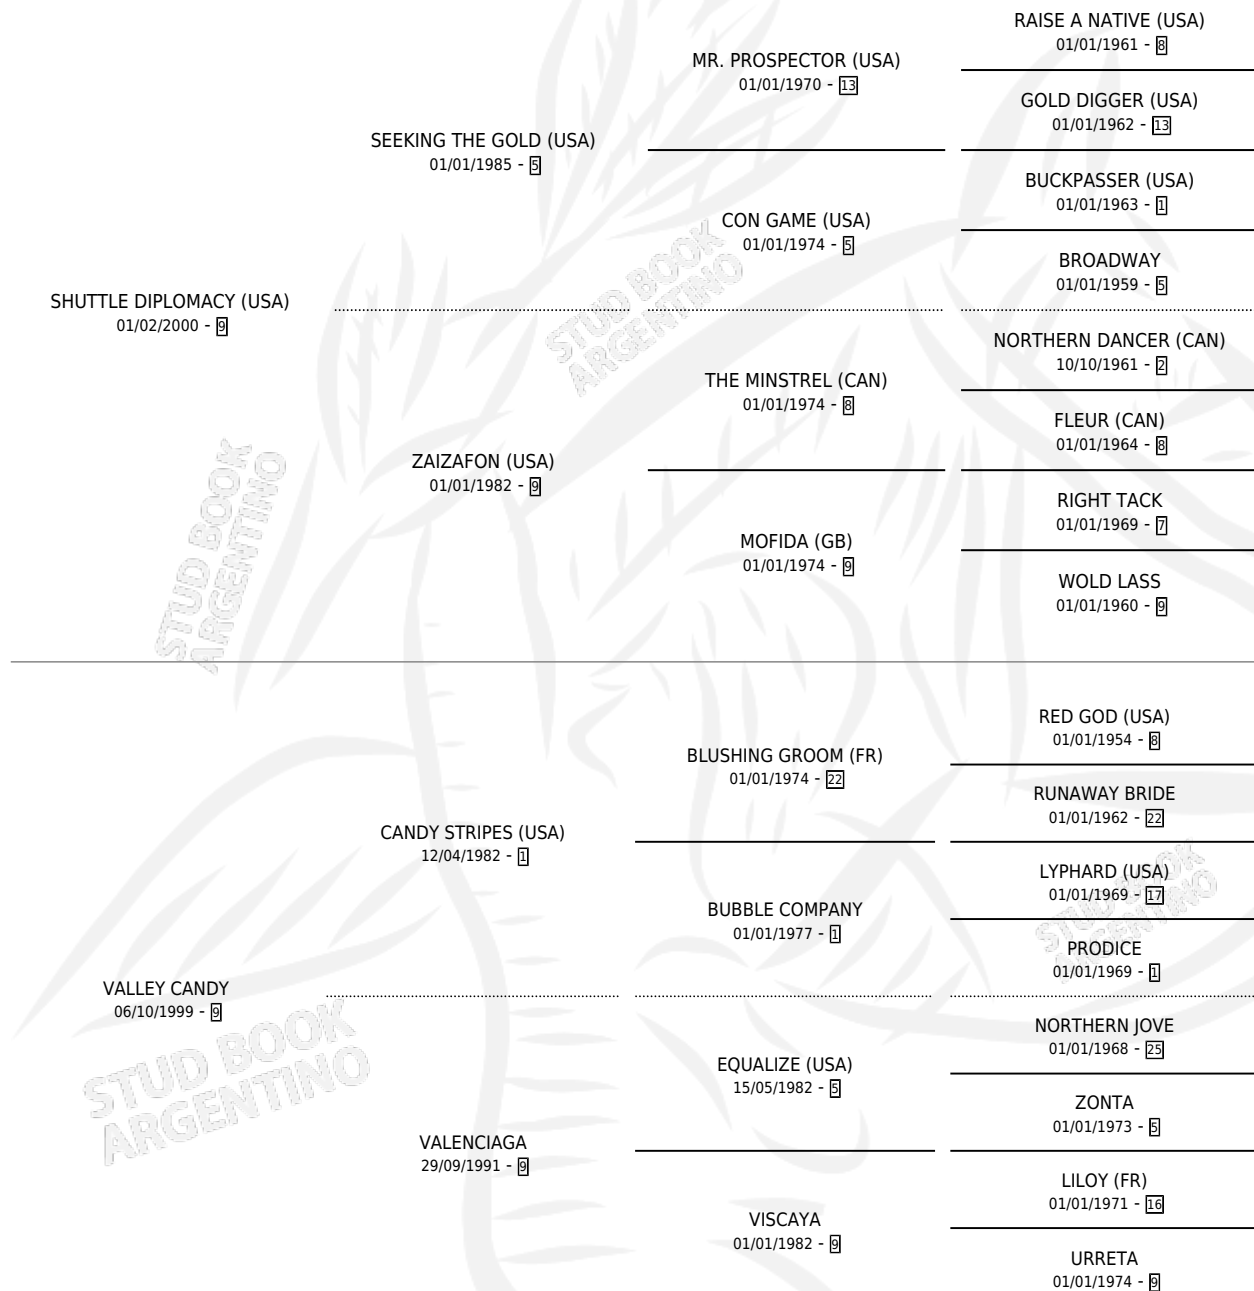 RAISE A NATIVE (USA)
01/01/1961 - 8
MR. PROSPECTOR (USA)
01/01/1970 - 13
GOLD DIGGER (USA)
01/01/1962 - 13
SEEKING THE GOLD (USA)
01/01/1985 - 5
BUCKPASSER (USA)
01/01/1963 - 1
CON GAME (USA)
01/01/1974 - 5
BROADWAY
01/01/1959 - 5
SHUTTLE DIPLOMACY (USA)
01/02/2000 - 9
NORTHERN DANCER (CAN)
10/10/1961 - 2
THE MINSTREL (CAN)
01/01/1974 - 8
FLEUR (CAN)
01/01/1964 - 8
ZAIZAFON (USA)
01/01/1982 - 9
RIGHT TACK
01/01/1969 - 7
MOFIDA (GB)
01/01/1974 - 9
WOLD LASS
01/01/1960 - 9
RED GOD (USA)
01/01/1954 - 8
BLUSHING GROOM (FR)
01/01/1974 - 22
RUNAWAY BRIDE
01/01/1962 - 22
CANDY STRIPES (USA)
12/04/1982 - 1
LYPHARD (USA)
01/01/1969 - 17
BUBBLE COMPANY
01/01/1977 - 1
PRODICE
01/01/1969 - 1
VALLEY CANDY
06/10/1999 - 9
NORTHERN JOVE
01/01/1968 - 25
EQUALIZE (USA)
15/05/1982 - 5
ZONTA
01/01/1973 - 5
VALENCIAGA
29/09/1991 - 9
LILOY (FR)
01/01/1971 - 16
VISCAYA
01/01/1982 - 9
URRETA
01/01/1974 - 9
STUD BOOK
ARGENTINO
STUD BOOK
ARGENTINO
STUD BOOK
ARGENTINO
STUD BOOK
ARGENTINO